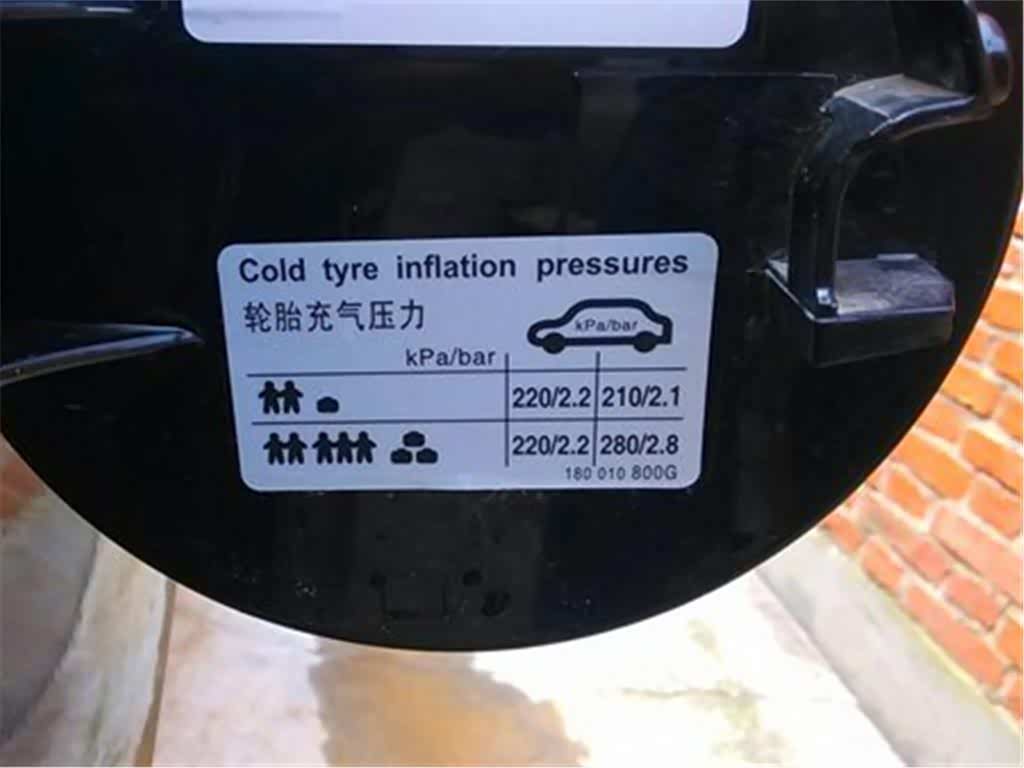 Cold tyre inflation pressures
轮胎充气压力
kPa/bar
kPa/bar
220/2.2 210/2.1
220/2.2 280/2.8
180 010 800G